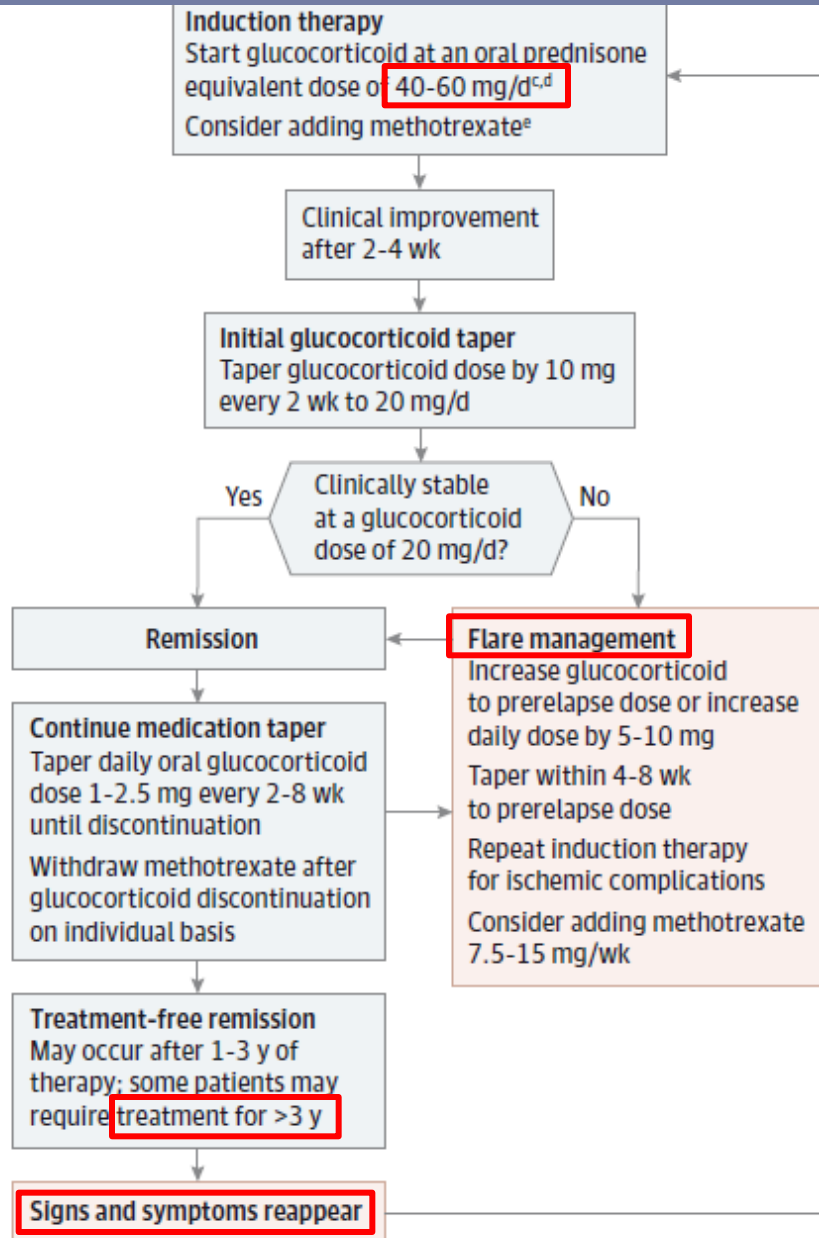 Induction therapy
Start glucocorticoid at an oral prednisone
equivalent dose of 40-60 mg/dc,d
Consider adding methotrexatee
Clinical improvement
after 2-4 wk
Initial glucocorticoid taper
Taper glucocorticoid dose by 10 mg
every 2 wk to 20 mg/d
Yes
Clinically stable
at a glucocorticoid
dose of 20 mg/d?
No
Remission
Flare management
Increase glucocorticoid
to prerelapse dose or increase
daily dose by 5-10 mg
Taper within 4-8 wk
to prerelapse dose
Repeat induction therapy
for ischemic complications
Consider adding methotrexate
7.5-15 mg/wk
Continue medication taper
Taper daily oral glucocorticoid
dose 1-2.5 mg every 2-8 wk
until discontinuation
Withdraw methotrexate after
glucocorticoid discontinuation
on individual basis
Treatment-free remission
May occur after 1-3 y of
therapy; some patients may
require treatment for >3 y
Signs and symptoms reappear